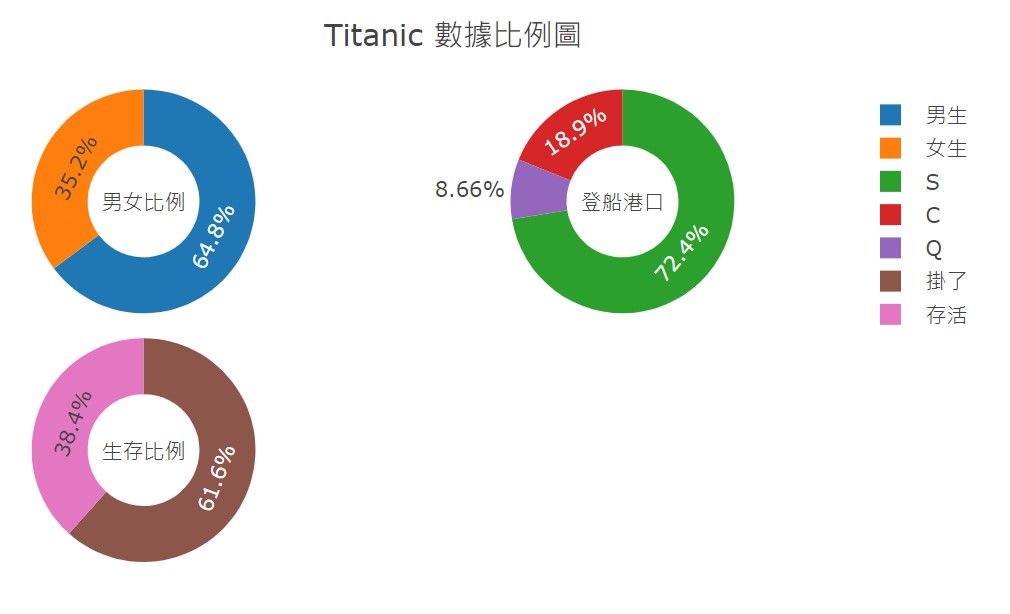 Titanic 數據比例圖
35.2%
男女比例
64.8%
18.9%
8.66%
登船港口
72.4%
男生
女生
S
C
Q
掛了
存活
38.4%
生存比例
61.6%